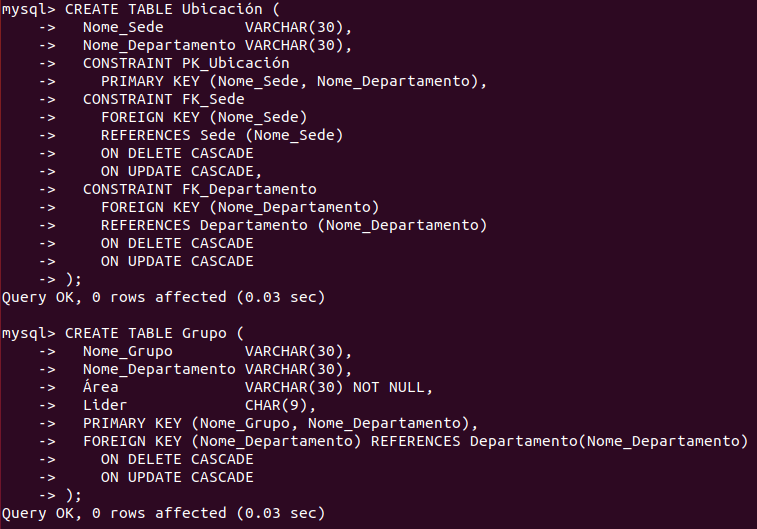 mysql> CREATE TABLE Ubicación (
    ->   Nome_Sede         VARCHAR(30),
    ->   Nome_Departamento VARCHAR(30),
    ->   CONSTRAINT PK_Ubicación
    ->     PRIMARY KEY (Nome_Sede, Nome_Departamento),
    ->   CONSTRAINT FK_Sede
    ->     FOREIGN KEY (Nome_Sede)
    ->     REFERENCES Sede (Nome_Sede)
    ->     ON DELETE CASCADE
    ->     ON UPDATE CASCADE,
    ->   CONSTRAINT FK_Departamento
    ->     FOREIGN KEY (Nome_Departamento)
    ->     REFERENCES Departamento (Nome_Departamento)
    ->     ON DELETE CASCADE
    ->     ON UPDATE CASCADE
    -> );
Query OK, 0 rows affected (0.03 sec)

mysql> CREATE TABLE Grupo (
    ->   Nome_Grupo        VARCHAR(30),
    ->   Nome_Departamento VARCHAR(30),
    ->   Área              VARCHAR(30) NOT NULL,
    ->   Lider             CHAR(9),
    ->   PRIMARY KEY (Nome_Grupo, Nome_Departamento),
    ->   FOREIGN KEY (Nome_Departamento) REFERENCES Departamento(Nome_Departamento)
    ->     ON DELETE CASCADE
    ->     ON UPDATE CASCADE
    -> );
Query OK, 0 rows affected (0.03 sec)